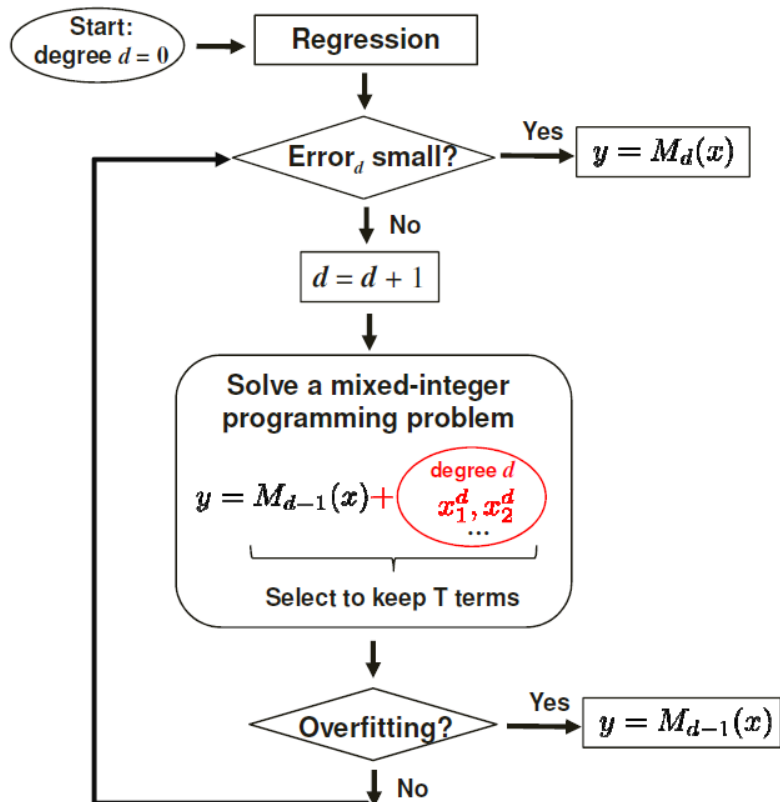 Start:
degree d = 0
Regression
Error_d small?
Yes
y = M_d(x)
No
d = d + 1
Solve a mixed-integer
programming problem
degree d
y = M_{d-1}(x) + x_1^d, x_2^d
...
Select to keep T terms
Overfitting?
Yes
y = M_{d-1}(x)
No